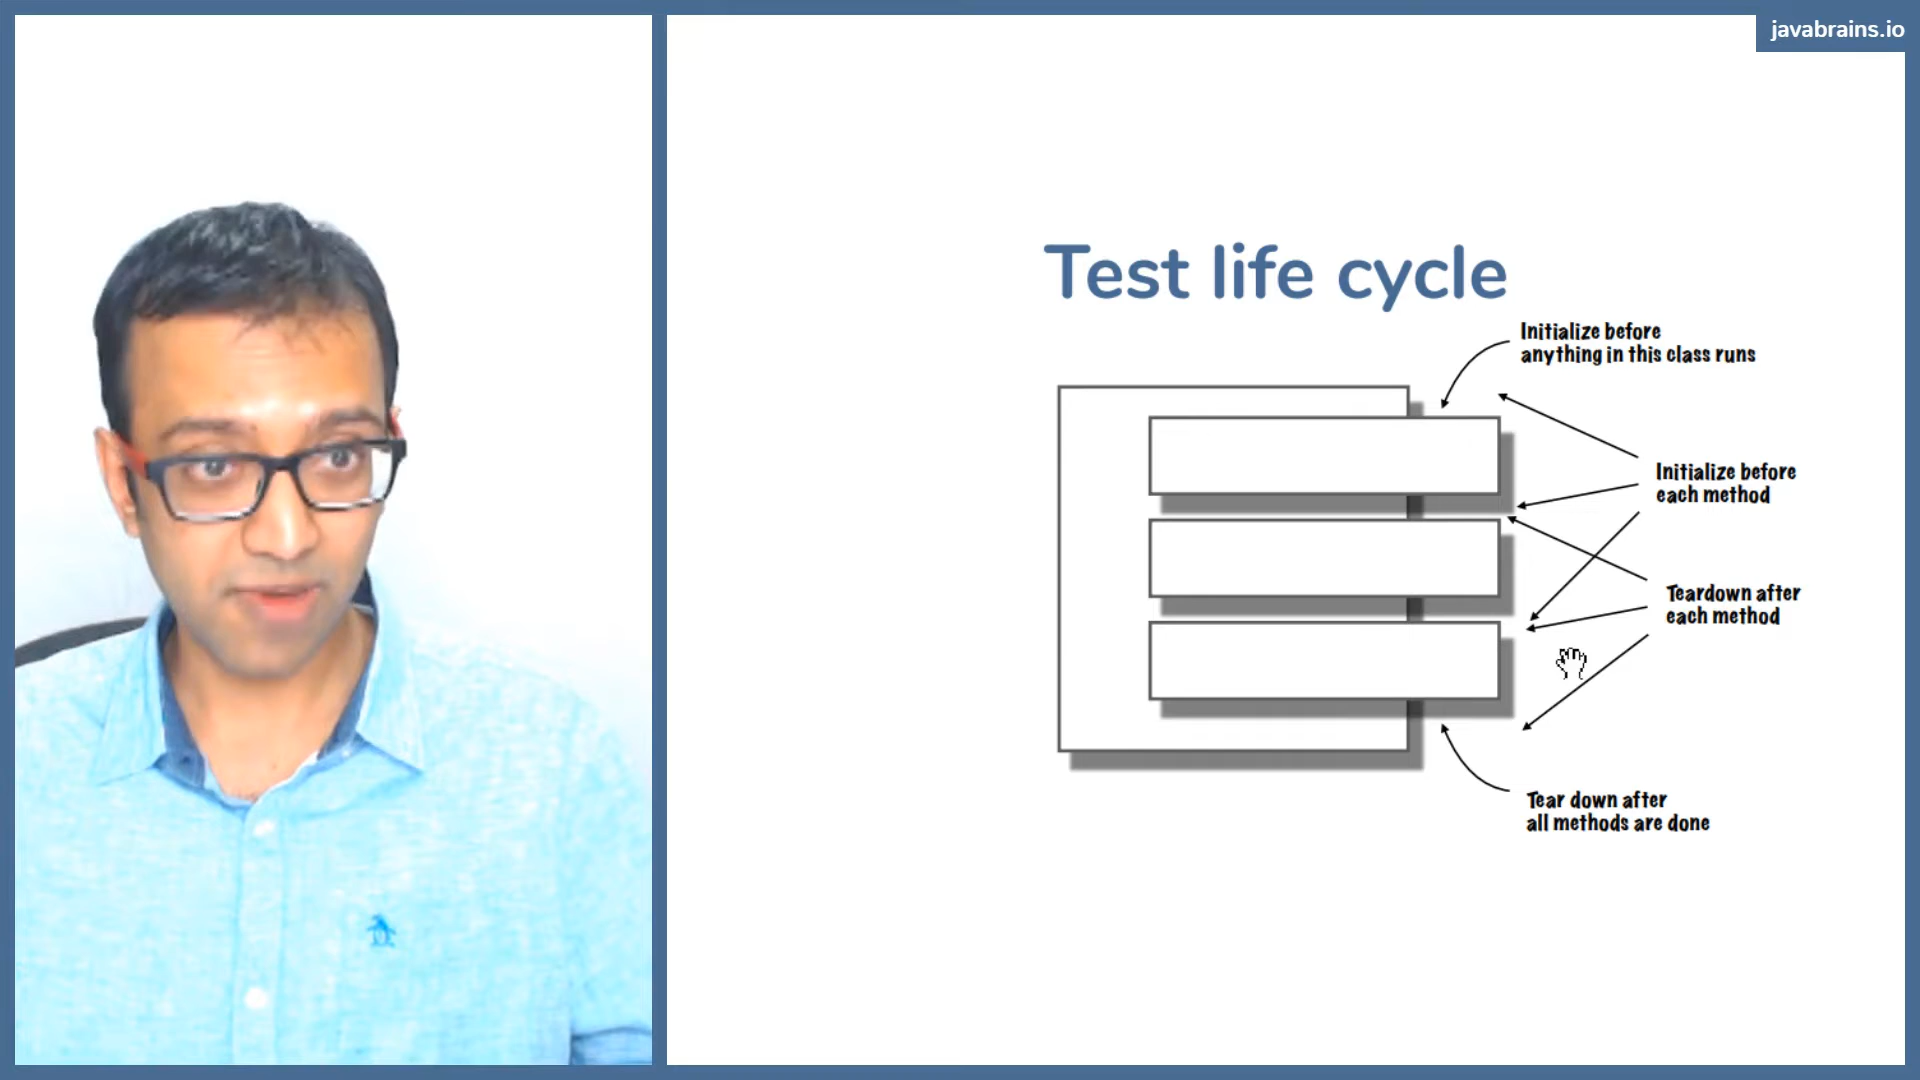 javabrains.io
Test life cycle
Initialize before
anything in this class runs
Initialize before
each method
Teardown after
each method
Tear down after
all methods are done